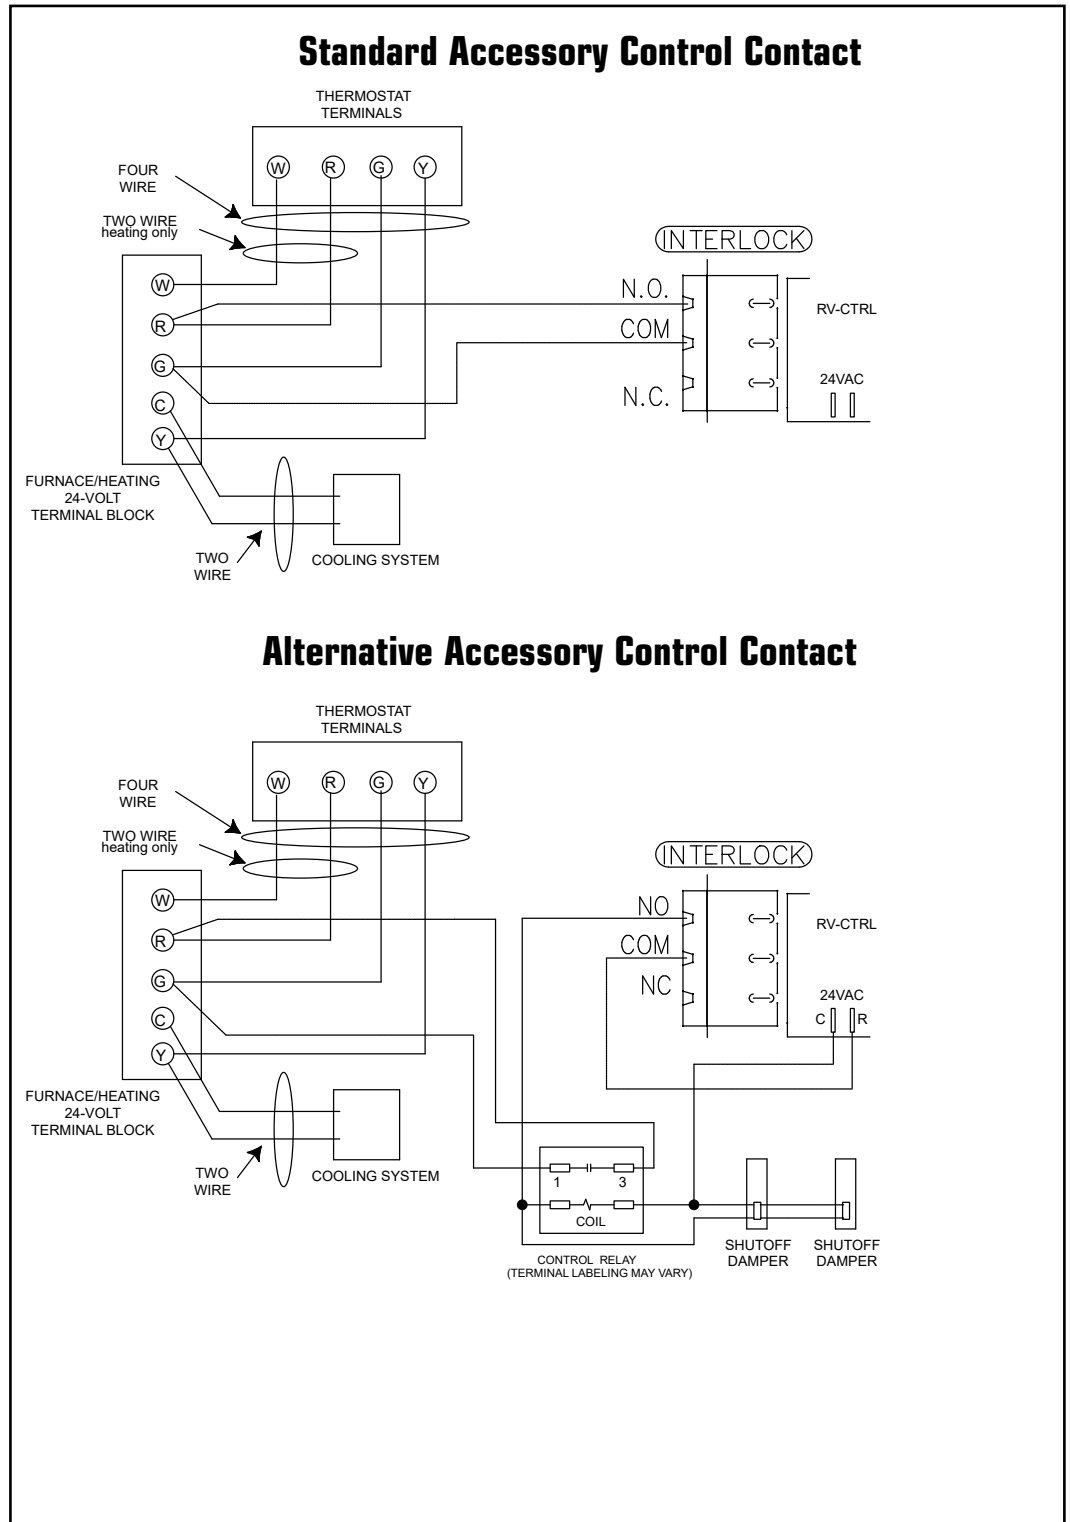 Standard Accessory Control Contact
THERMOSTAT
TERMINALS
W R G Y
FOUR
WIRE
TWO WIRE
heating only
W
R
G
C
Y
FURNACE/HEATING
24-VOLT
TERMINAL BLOCK
TWO
WIRE
COOLING SYSTEM
INTERLOCK
N.O.
COM
N.C.
RV-CTRL
24VAC
Alternative Accessory Control Contact
THERMOSTAT
TERMINALS
W R G Y
FOUR
WIRE
TWO WIRE
heating only
W
R
G
C
Y
FURNACE/HEATING
24-VOLT
TERMINAL BLOCK
TWO
WIRE
COOLING SYSTEM
INTERLOCK
NO
COM
NC
RV-CTRL
24VAC
C R
1 3
COIL
CONTROL RELAY
(TERMINAL LABELING MAY VARY)
SHUTOFF
DAMPER
SHUTOFF
DAMPER